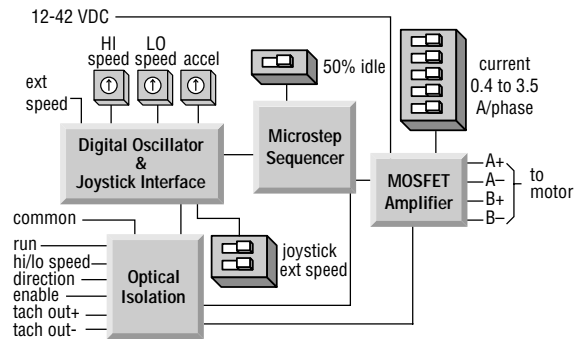 12-42 VDC
HI
speed
LO
speed
accel
ext
speed
50% idle
current
0.4 to 3.5
A/phase
Digital Oscillator
&
Joystick Interface
Microstep
Sequencer
MOSFET
Amplifier
A+
A–
B+
B–
to
motor
common
run
hi/lo speed
direction
enable
tach out+
tach out-
Optical
Isolation
joystick
ext speed